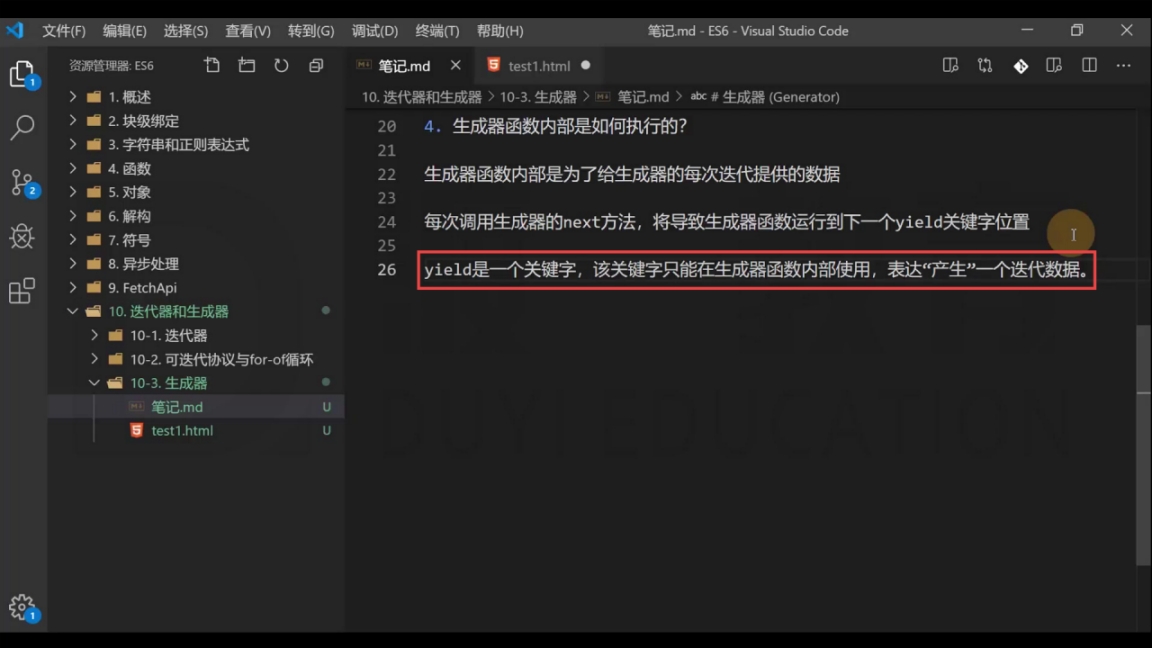 文件(F) 编辑(E) 选择(S) 查看(V) 转到(G) 调试(D) 终端(T) 帮助(H) 笔记.md - ES6 - Visual Studio Code
资源管理器: ES6
笔记.md
test1.html
10. 迭代器和生成器 > 10-3. 生成器 > 笔记.md > abc # 生成器 (Generator)
1. 概述
2. 块级绑定
3. 字符串和正则表达式
4. 函数
5. 对象
6. 解构
7. 符号
8. 异步处理
9. FetchApi
10. 迭代器和生成器
10-1. 迭代器
10-2. 可迭代协议与for-of循环
10-3. 生成器
笔记.md U
test1.html U
1
2
1
20 4. 生成器函数内部是如何执行的?
21
22 生成器函数内部是为了给生成器的每次迭代提供的数据
23
24 每次调用生成器的next方法，将导致生成器函数运行到下一个yield关键字位置
25
26 yield是一个关键字，该关键字只能在生成器函数内部使用，表达“产生”一个迭代数据。
DUYI EDUCATION